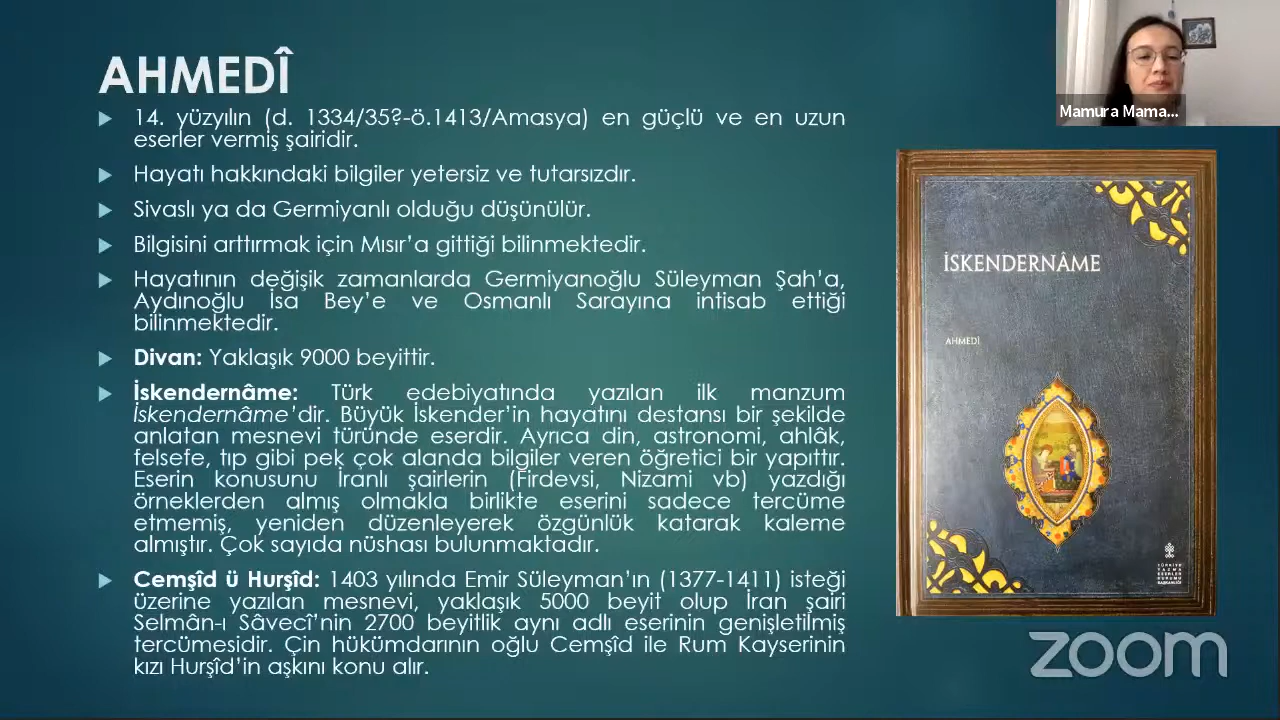 AHMEDÎ
14. yüzyılın (d. 1334/35?-ö.1413/Amasya) en güçlü ve en uzun
eserler vermiş şairidir.
Hayatı hakkındaki bilgiler yetersiz ve tutarsızdır.
Sivaslı ya da Germiyanlı olduğu düşünülür.
Bilgisini arttırmak için Mısır'a gittiği bilinmektedir.
Hayatının değişik zamanlarda Germiyanoğlu Süleyman Şah'a,
Aydınoğlu İsa Bey'e ve Osmanlı Sarayına intisab ettiği
bilinmektedir.
Divan: Yaklaşık 9000 beyittir.
İskendernâme: Türk edebiyatında yazılan ilk manzum
İskendernâme'dir. Büyük İskender'in hayatını destansı bir şekilde
anlatan mesnevi türünde eserdir. Ayrıca din, astronomi, ahlâk,
felsefe, tıp gibi pek çok alanda bilgiler veren öğretici bir yapıttır.
Eserin konusunu İranlı şairlerin (Firdevsi, Nizami vb) yazdığı
örneklerden almış olmakla birlikte eserini sadece tercüme
etmemiş, yeniden düzenleyerek özgünlük katarak kaleme
almıştır. Çok sayıda nüshası bulunmaktadır.
Cemşîd ü Hurşîd: 1403 yılında Emir Süleyman'ın (1377-1411) isteği
üzerine yazılan mesnevi, yaklaşık 5000 beyit olup İran şairi
Selmân-ı Sâvecî'nin 2700 beyitlik aynı adlı eserinin genişletilmiş
tercümesidir. Çin hükümdarının oğlu Cemşîd ile Rum Kayserinin
kızı Hurşîd'in aşkını konu alır.
Mamura Mama...
İSKENDERNÂME
AHMEDÎ
TÜRKİYE
YAZMA
ESERLER
KURUMU
BAŞKANLIĞI
zoom